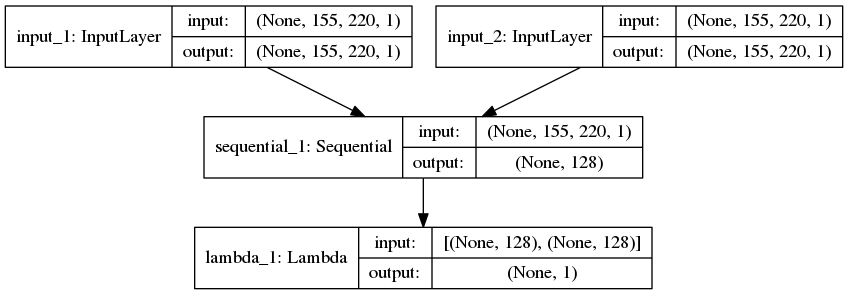 input_1: InputLayer input: (None, 155, 220, 1)
output: (None, 155, 220, 1)
input_2: InputLayer input: (None, 155, 220, 1)
output: (None, 155, 220, 1)
sequential_1: Sequential input: (None, 155, 220, 1)
output: (None, 128)
lambda_1: Lambda input: [(None, 128), (None, 128)]
output: (None, 1)